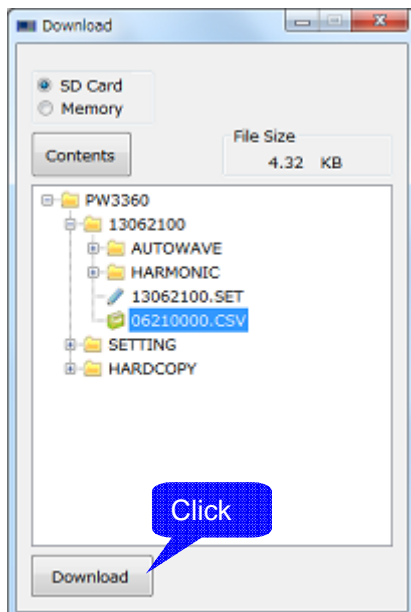 Download
SD Card
Memory
Contents
File Size
4.32 KB
PW3360
13062100
AUTOWAVE
HARMONIC
13062100.SET
06210000.CSV
SETTING
HARDCOPY
Click
Download